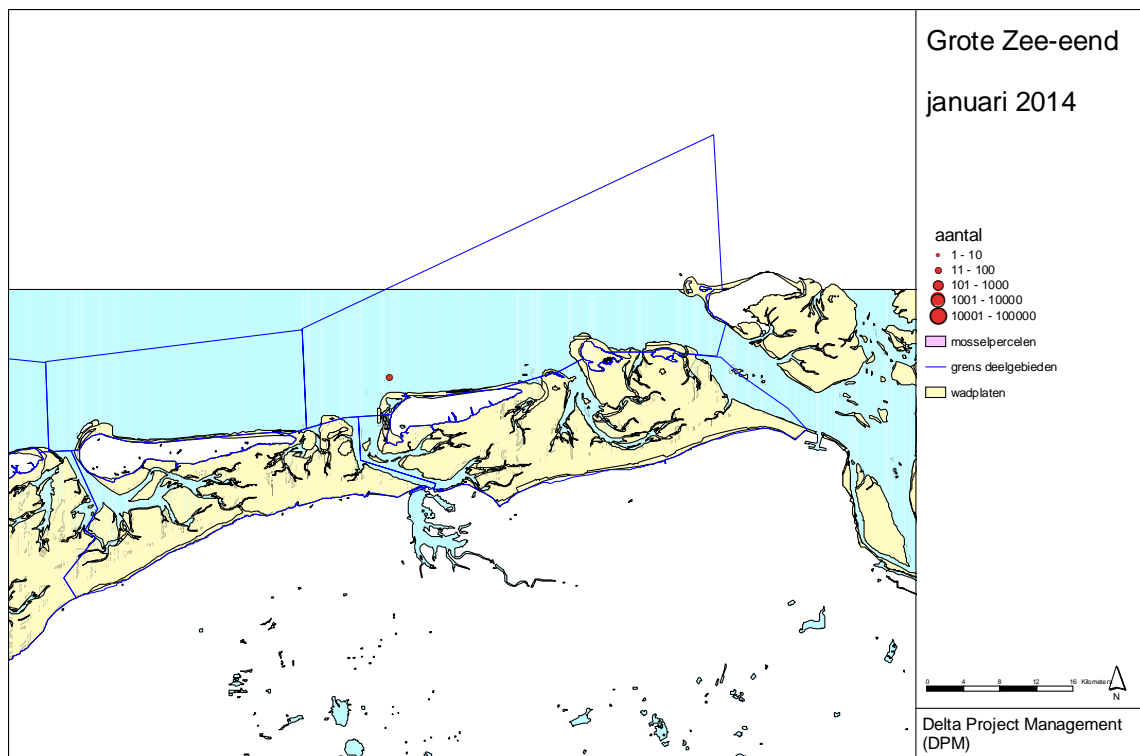 Grote Zee-eend
januari 2014
aantal
1 - 10
11 - 100
101 - 1000
1001 - 10000
10001 - 100000
mosselpercelen
grens deelgebieden
wadplaten
0 4 8 12 16 Kilometers
N
Delta Project Management
(DPM)